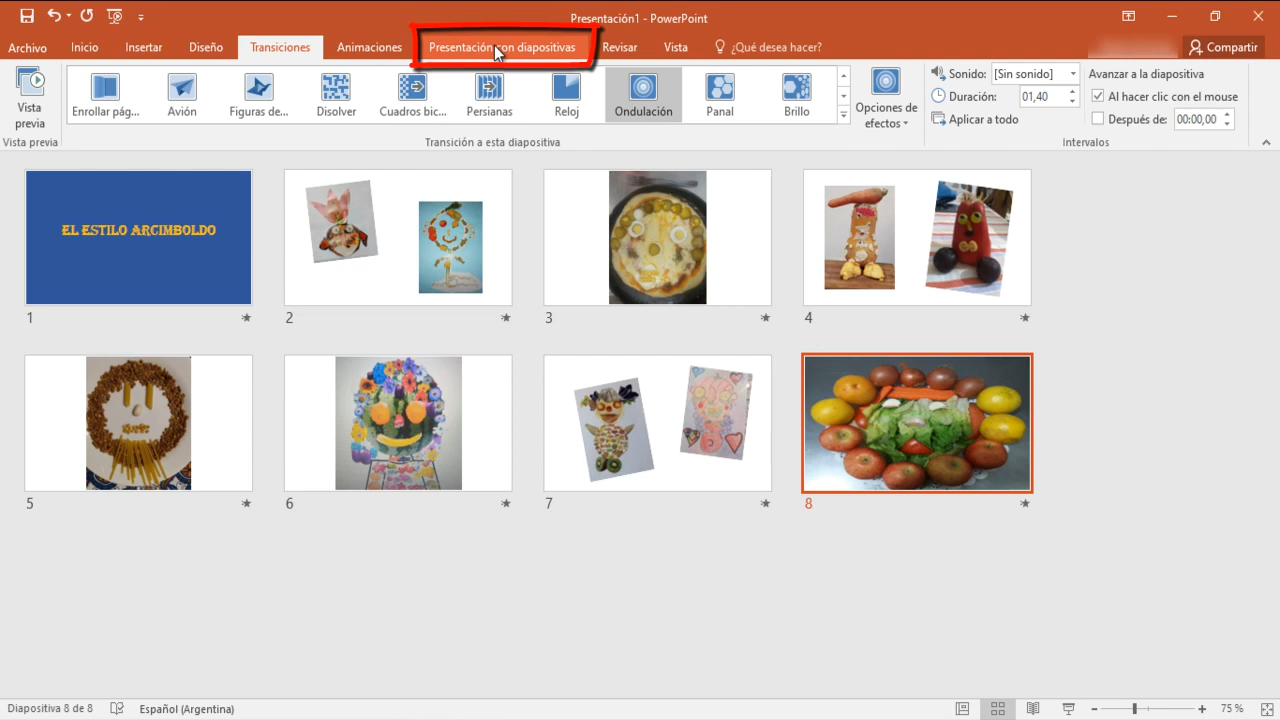 Presentación1 - PowerPoint
Archivo Inicio Insertar Diseño Transiciones Animaciones Presentación con diapositivas Revisar Vista ¿Qué desea hacer? Compartir
Vista previa
Enrollar pág... Avión Figuras de... Disolver Cuadros bic... Persianas Reloj Ondulación Panal Brillo
Opciones de efectos
Sonido: [Sin sonido]
Duración: 01,40
Aplicar a todo
Avanzar a la diapositiva
Al hacer clic con el mouse
Después de: 00:00,00
Vista previa Transición a esta diapositiva Intervalos
EL ESTILO ARCIMBOLDO
1 2 3 4
5 6 7 8
Diapositiva 8 de 8 Español (Argentina) 75 %